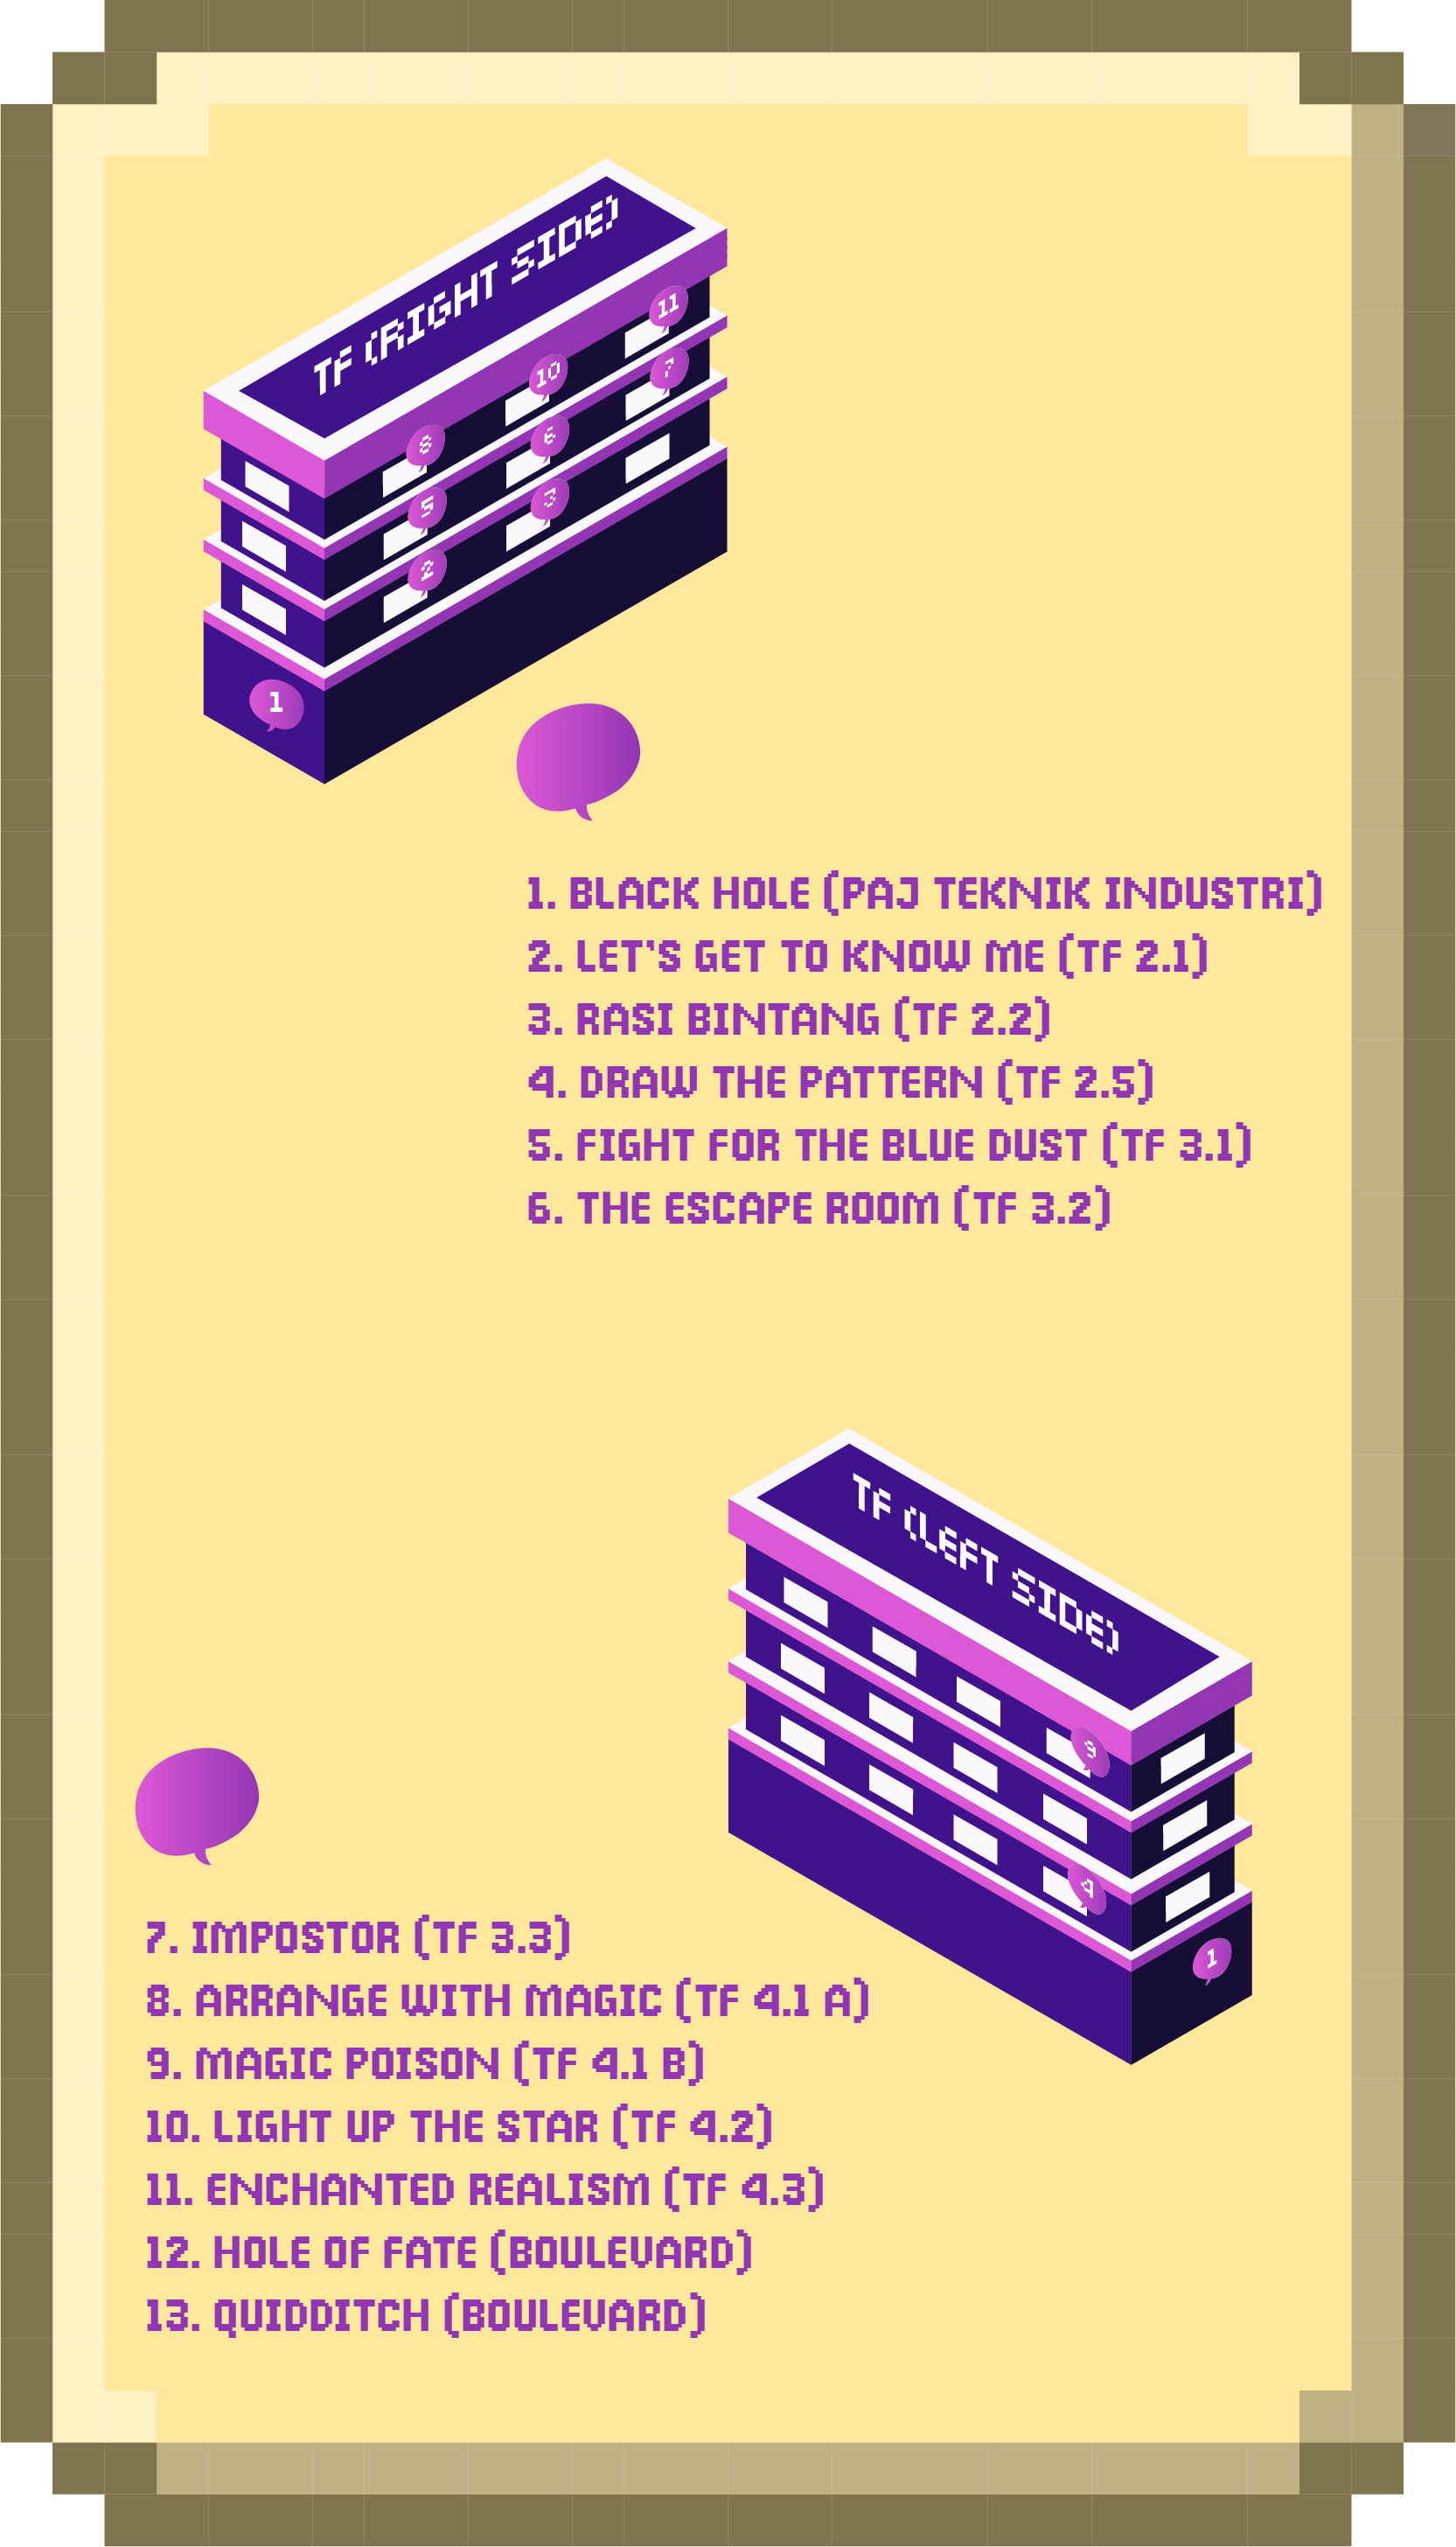 TF (RIGHT SIDE)
11
10
7
8
6
5
3
2
1
1. BLACK HOLE (PAJ TEKNIK INDUSTRI)
2. LET'S GET TO KNOW ME (TF 2.1)
3. RASI BINTANG (TF 2.2)
4. DRAW THE PATTERN (TF 2.5)
5. FIGHT FOR THE BLUE DUST (TF 3.1)
6. THE ESCAPE ROOM (TF 3.2)
TF (LEFT SIDE)
9
4
1
7. IMPOSTOR (TF 3.3)
8. ARRANGE WITH MAGIC (TF 4.1 A)
9. MAGIC POISON (TF 4.1 B)
10. LIGHT UP THE STAR (TF 4.2)
11. ENCHANTED REALISM (TF 4.3)
12. HOLE OF FATE (BOULEVARD)
13. QUIDDITCH (BOULEVARD)